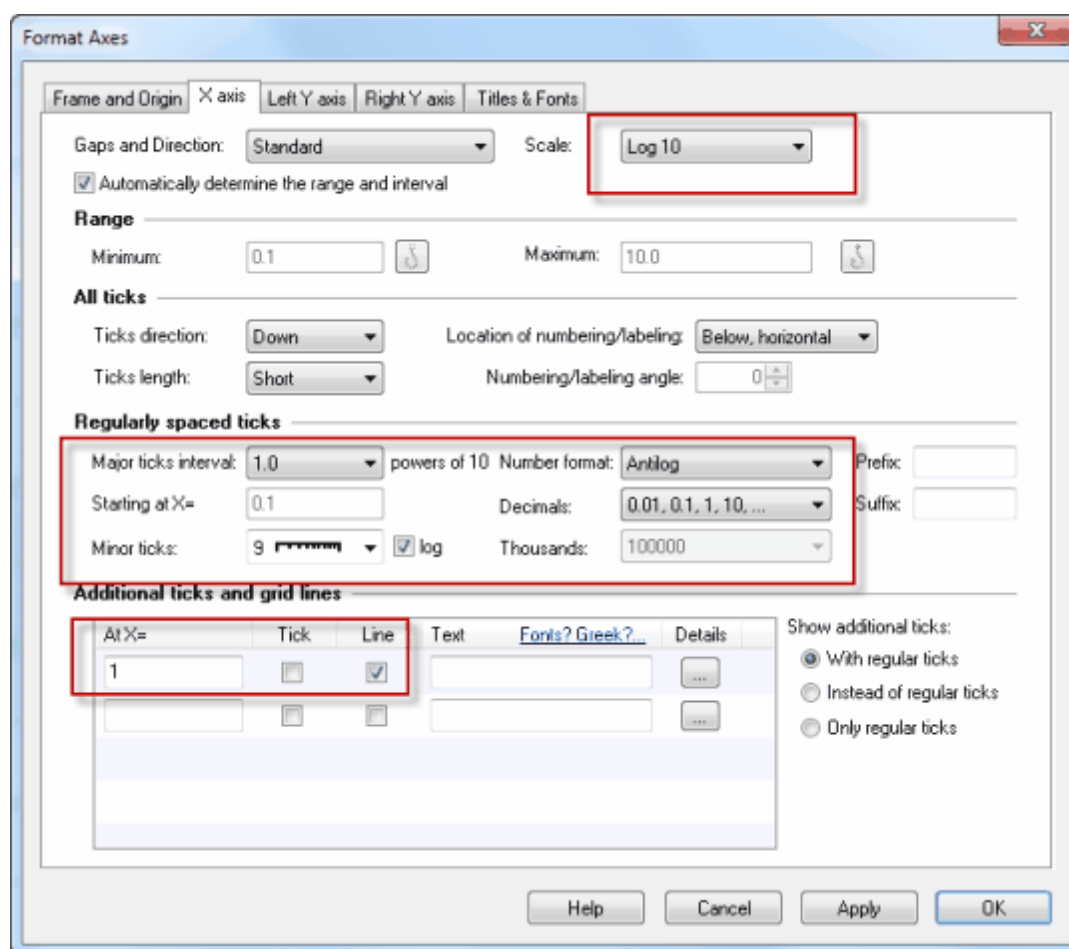 Format Axes
Frame and Origin X axis Left Y axis Right Y axis Titles & Fonts
Gaps and Direction: Standard Scale: Log 10
Automatically determine the range and interval
Range
Minimum: 0.1 Maximum: 10.0
All ticks
Ticks direction: Down Location of numbering/labeling: Below, horizontal
Ticks length: Short Numbering/labeling angle: 0
Regularly spaced ticks
Major ticks interval: 1.0 powers of 10 Number format: Antilog Prefix:
Starting at X= 0.1 Decimals: 0.01, 0.1, 1, 10, ... Suffix:
Minor ticks: 9 log Thousands: 100000
Additional ticks and grid lines
At X= Tick Line Text Fonts? Greek?... Details Show additional ticks:
1 ... With regular ticks
... Instead of regular ticks
Only regular ticks
Help Cancel Apply OK